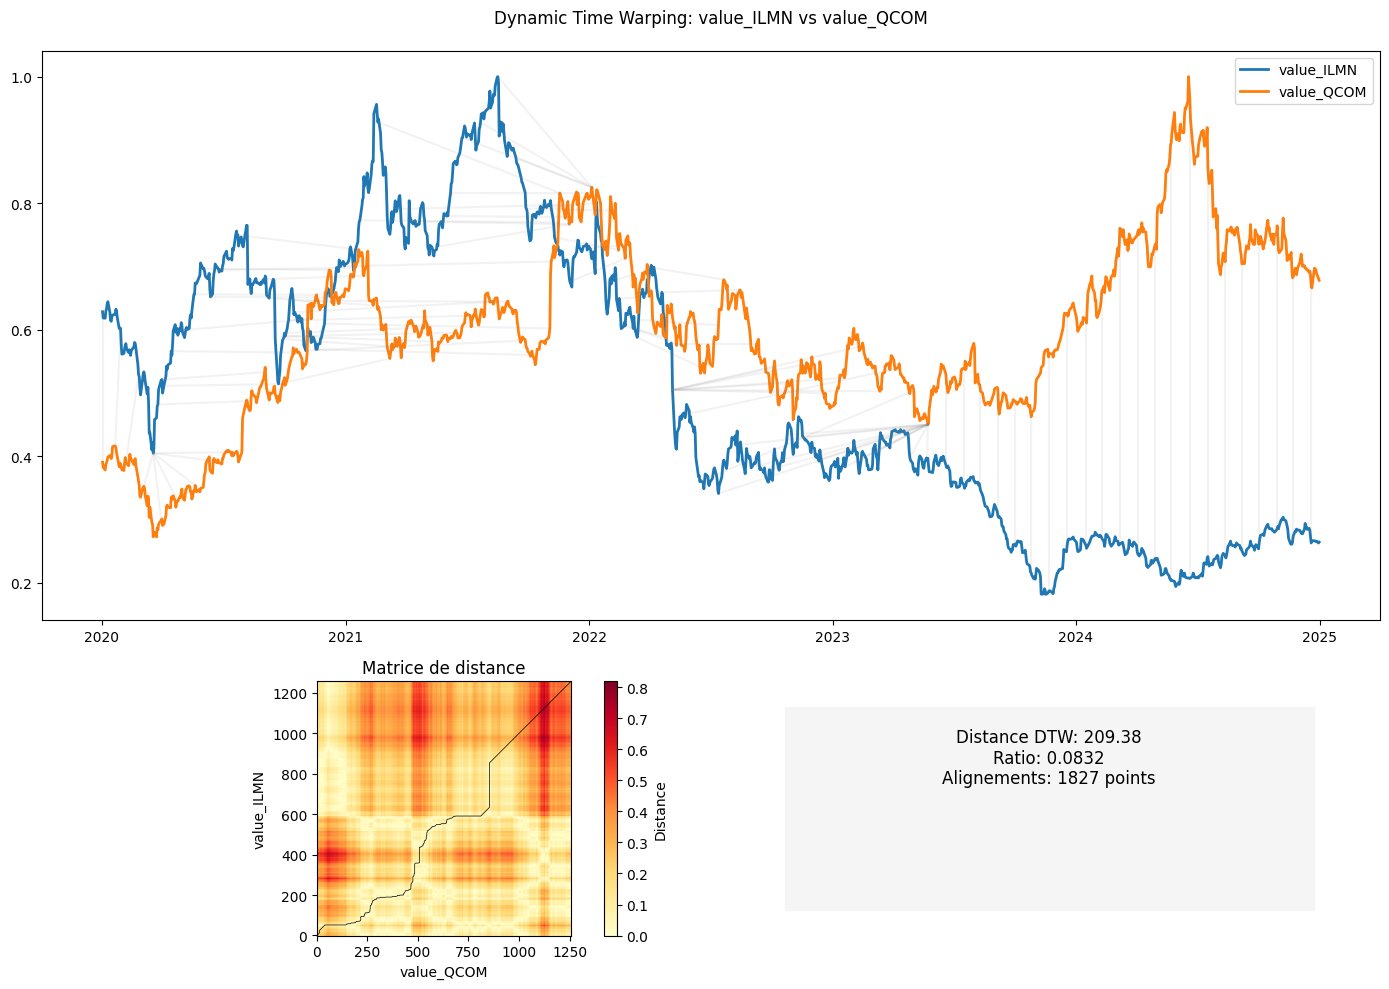 Dynamic Time Warping: value_ILMN vs value_QCOM
value_ILMN
value_QCOM
1.0
0.8
0.6
0.4
0.2
2020 2021 2022 2023 2024 2025
Matrice de distance
1200
1000
800
600
400
200
0
value_ILMN
0 250 500 750 1000 1250
value_QCOM
0.8
0.7
0.6
0.5
0.4
0.3
0.2
0.1
0.0
Distance
Distance DTW: 209.38
Ratio: 0.0832
Alignements: 1827 points